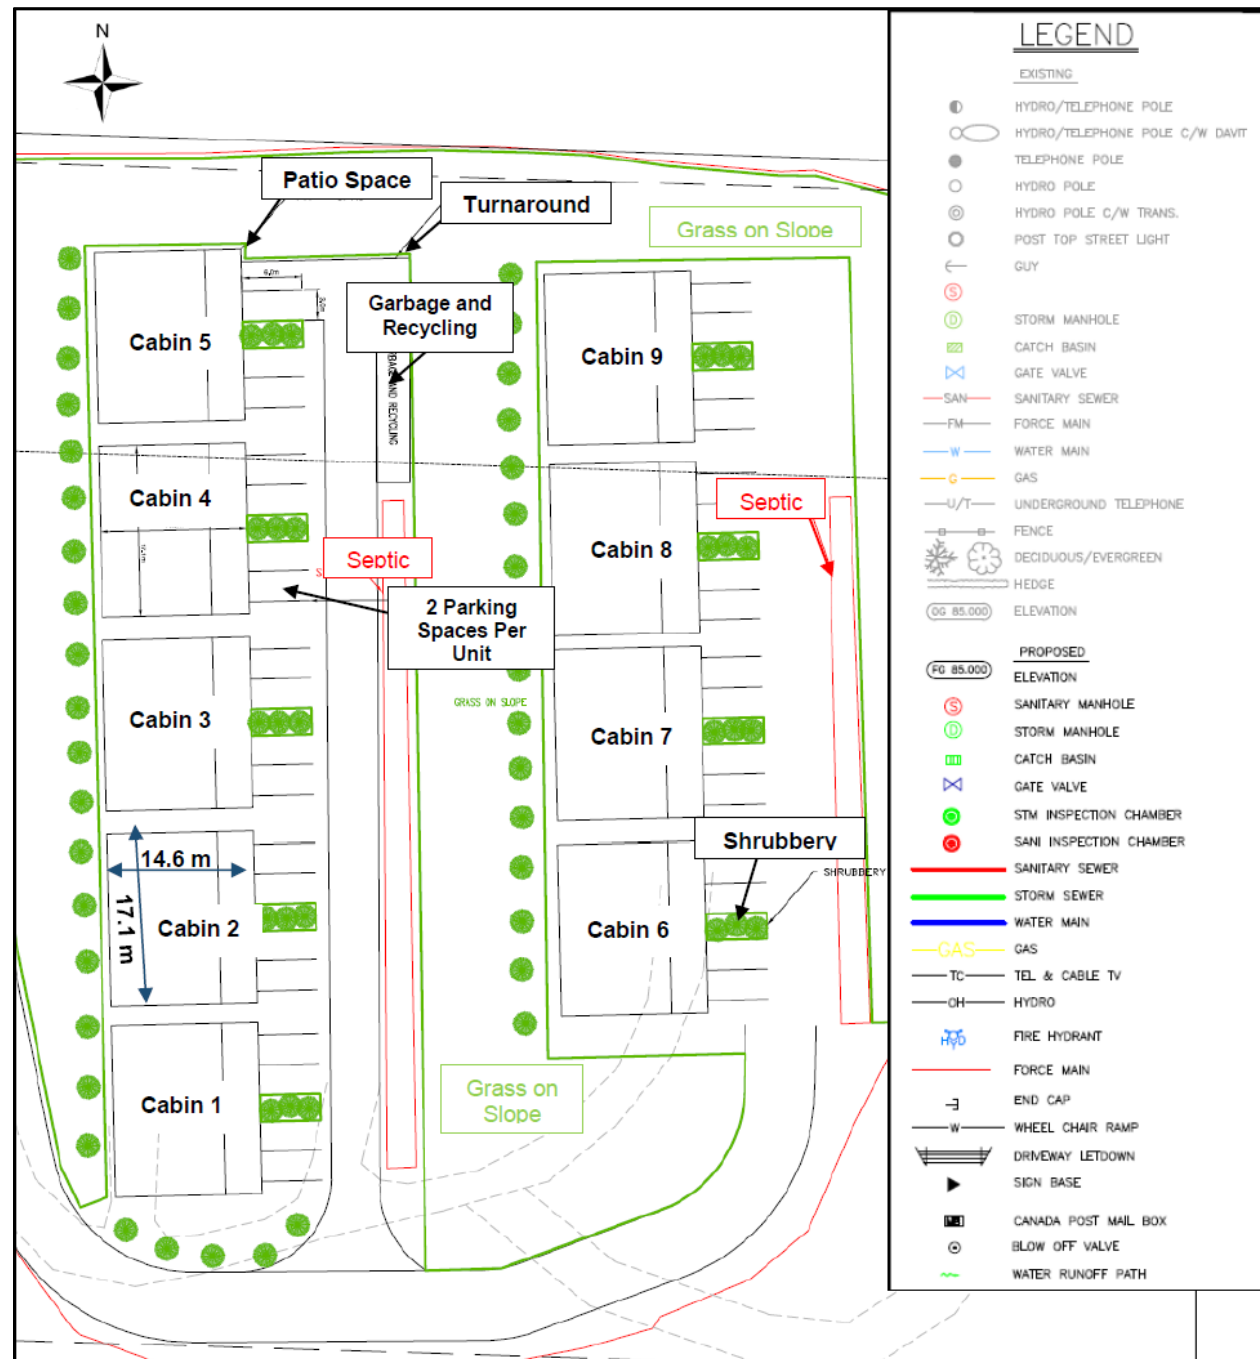 N
Patio Space
Turnaround
Grass on Slope
6.0m
3.0m
Garbage and
Recycling
Cabin 5
Cabin 9
GARBAGE AND RECYCLING
Cabin 4
Septic
Septic
Cabin 8
2 Parking
Spaces Per
Unit
GRASS ON SLOPE
Cabin 3
Cabin 7
Shrubbery
SHRUBBERY
14.6 m
17.1 m
Cabin 2
Cabin 6
Grass on
Slope
Cabin 1
LEGEND
EXISTING
HYDRO/TELEPHONE POLE
HYDRO/TELEPHONE POLE C/W DAVIT
TELEPHONE POLE
HYDRO POLE
HYDRO POLE C/W TRANS.
POST TOP STREET LIGHT
GUY
S
D STORM MANHOLE
CATCH BASIN
GATE VALVE
SAN SANITARY SEWER
FM FORCE MAIN
W WATER MAIN
G GAS
U/T UNDERGROUND TELEPHONE
FENCE
DECIDUOUS/EVERGREEN
HEDGE
OG 85.000 ELEVATION
PROPOSED
FG 85.000 ELEVATION
S SANITARY MANHOLE
D STORM MANHOLE
CATCH BASIN
GATE VALVE
STM INSPECTION CHAMBER
SANI INSPECTION CHAMBER
SANITARY SEWER
STORM SEWER
WATER MAIN
GAS GAS
TC TEL & CABLE TV
OH HYDRO
HYD FIRE HYDRANT
FORCE MAIN
END CAP
W WHEEL CHAIR RAMP
DRIVEWAY LETDOWN
SIGN BASE
CANADA POST MAIL BOX
BLOW OFF VALVE
WATER RUNOFF PATH